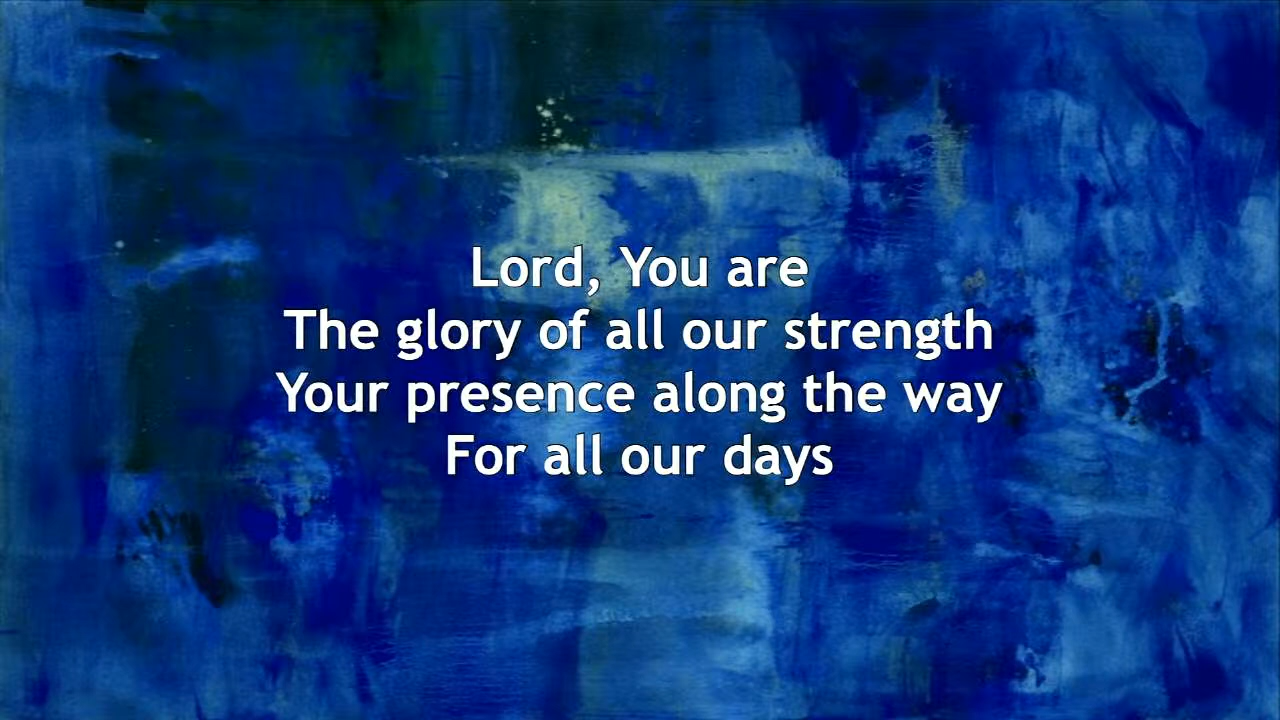 Lord, You are
The glory of all our strength
Your presence along the way
For all our days